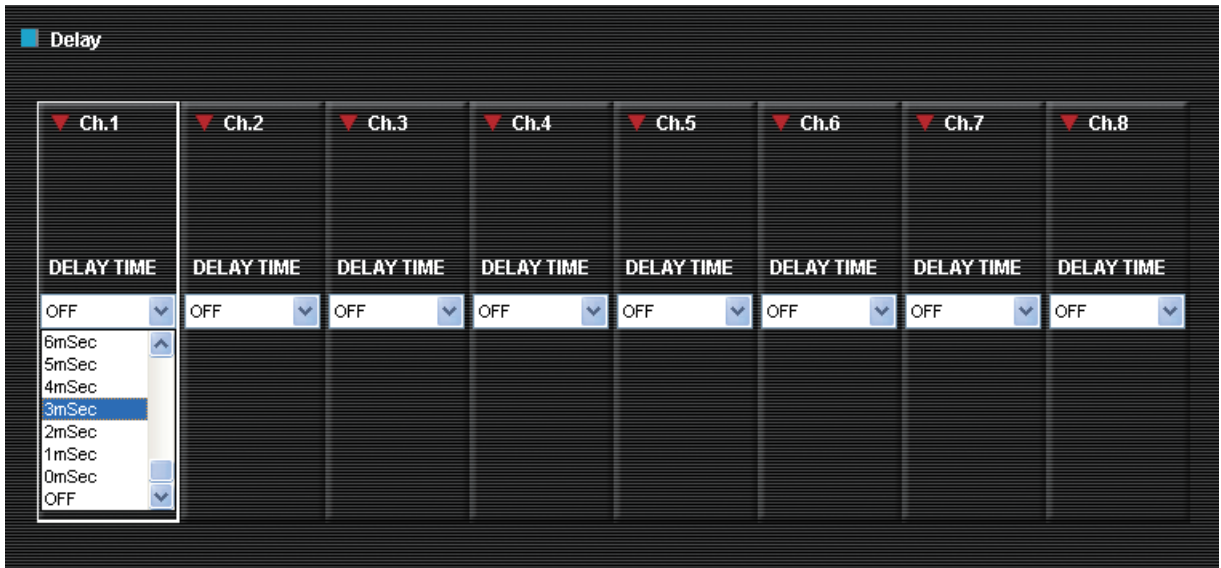 Delay
Ch.1 Ch.2 Ch.3 Ch.4 Ch.5 Ch.6 Ch.7 Ch.8
DELAY TIME DELAY TIME DELAY TIME DELAY TIME DELAY TIME DELAY TIME DELAY TIME DELAY TIME
OFF OFF OFF OFF OFF OFF OFF OFF
6mSec
5mSec
4mSec
3mSec
2mSec
1mSec
0mSec
OFF